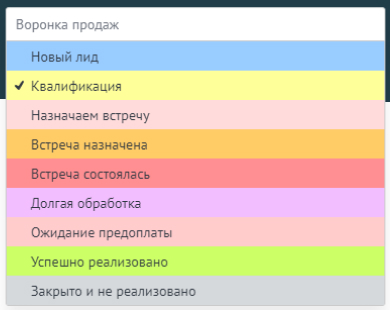 Воронка продаж
Новый лид
✔ Квалификация
Назначаем встречу
Встреча назначена
Встреча состоялась
Долгая обработка
Ожидание предоплаты
Успешно реализовано
Закрыто и не реализовано